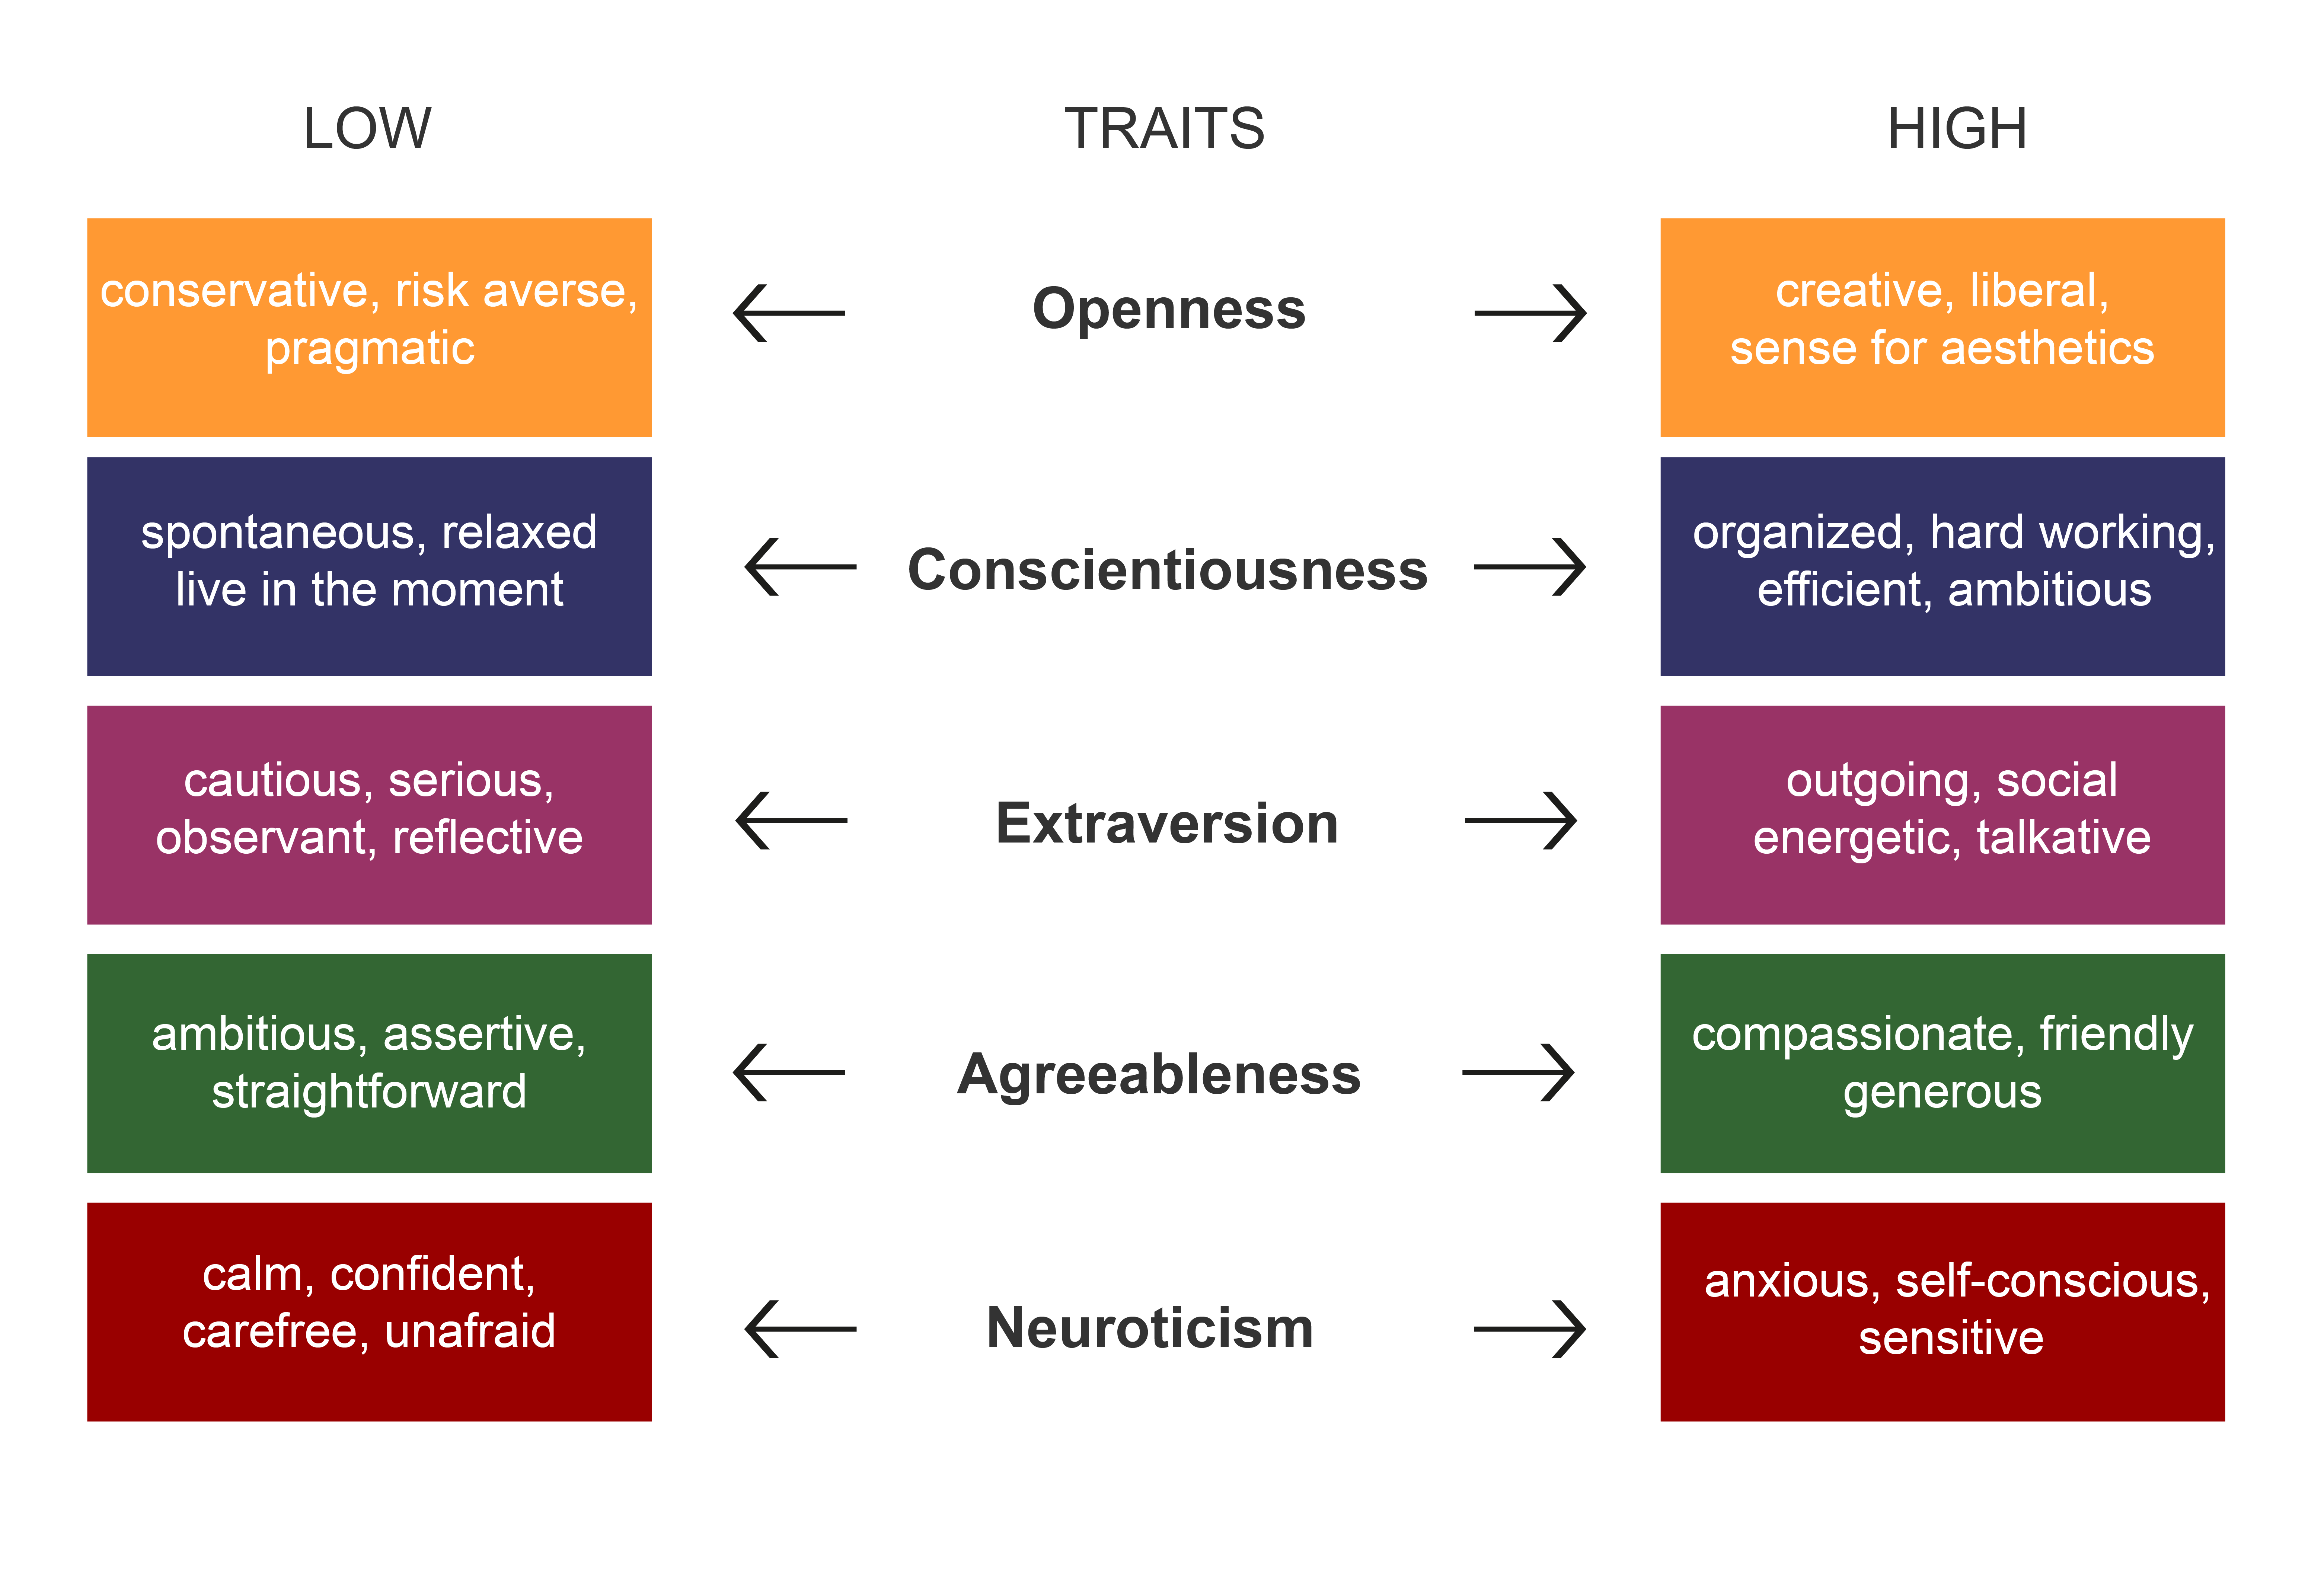 LOW
TRAITS
HIGH
conservative, risk averse,
pragmatic
Openness
creative, liberal,
sense for aesthetics
spontaneous, relaxed
live in the moment
Conscientiousness
organized, hard working,
efficient, ambitious
cautious, serious,
observant, reflective
Extraversion
outgoing, social
energetic, talkative
ambitious, assertive,
straightforward
Agreeableness
compassionate, friendly
generous
calm, confident,
carefree, unafraid
Neuroticism
anxious, self-conscious,
sensitive